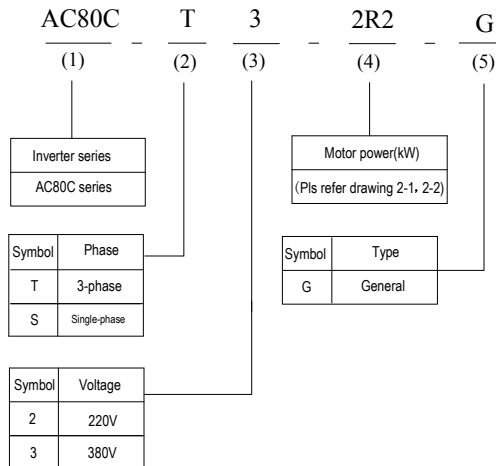 AC80C - T 3 - 2R2 - G
(1) (2) (3) (4) (5)
Inverter series
AC80C series
Motor power(kW)
(Pls refer drawing 2-1, 2-2)
Symbol Phase
T 3-phase
S Single-phase
Symbol Type
G General
Symbol Voltage
2 220V
3 380V